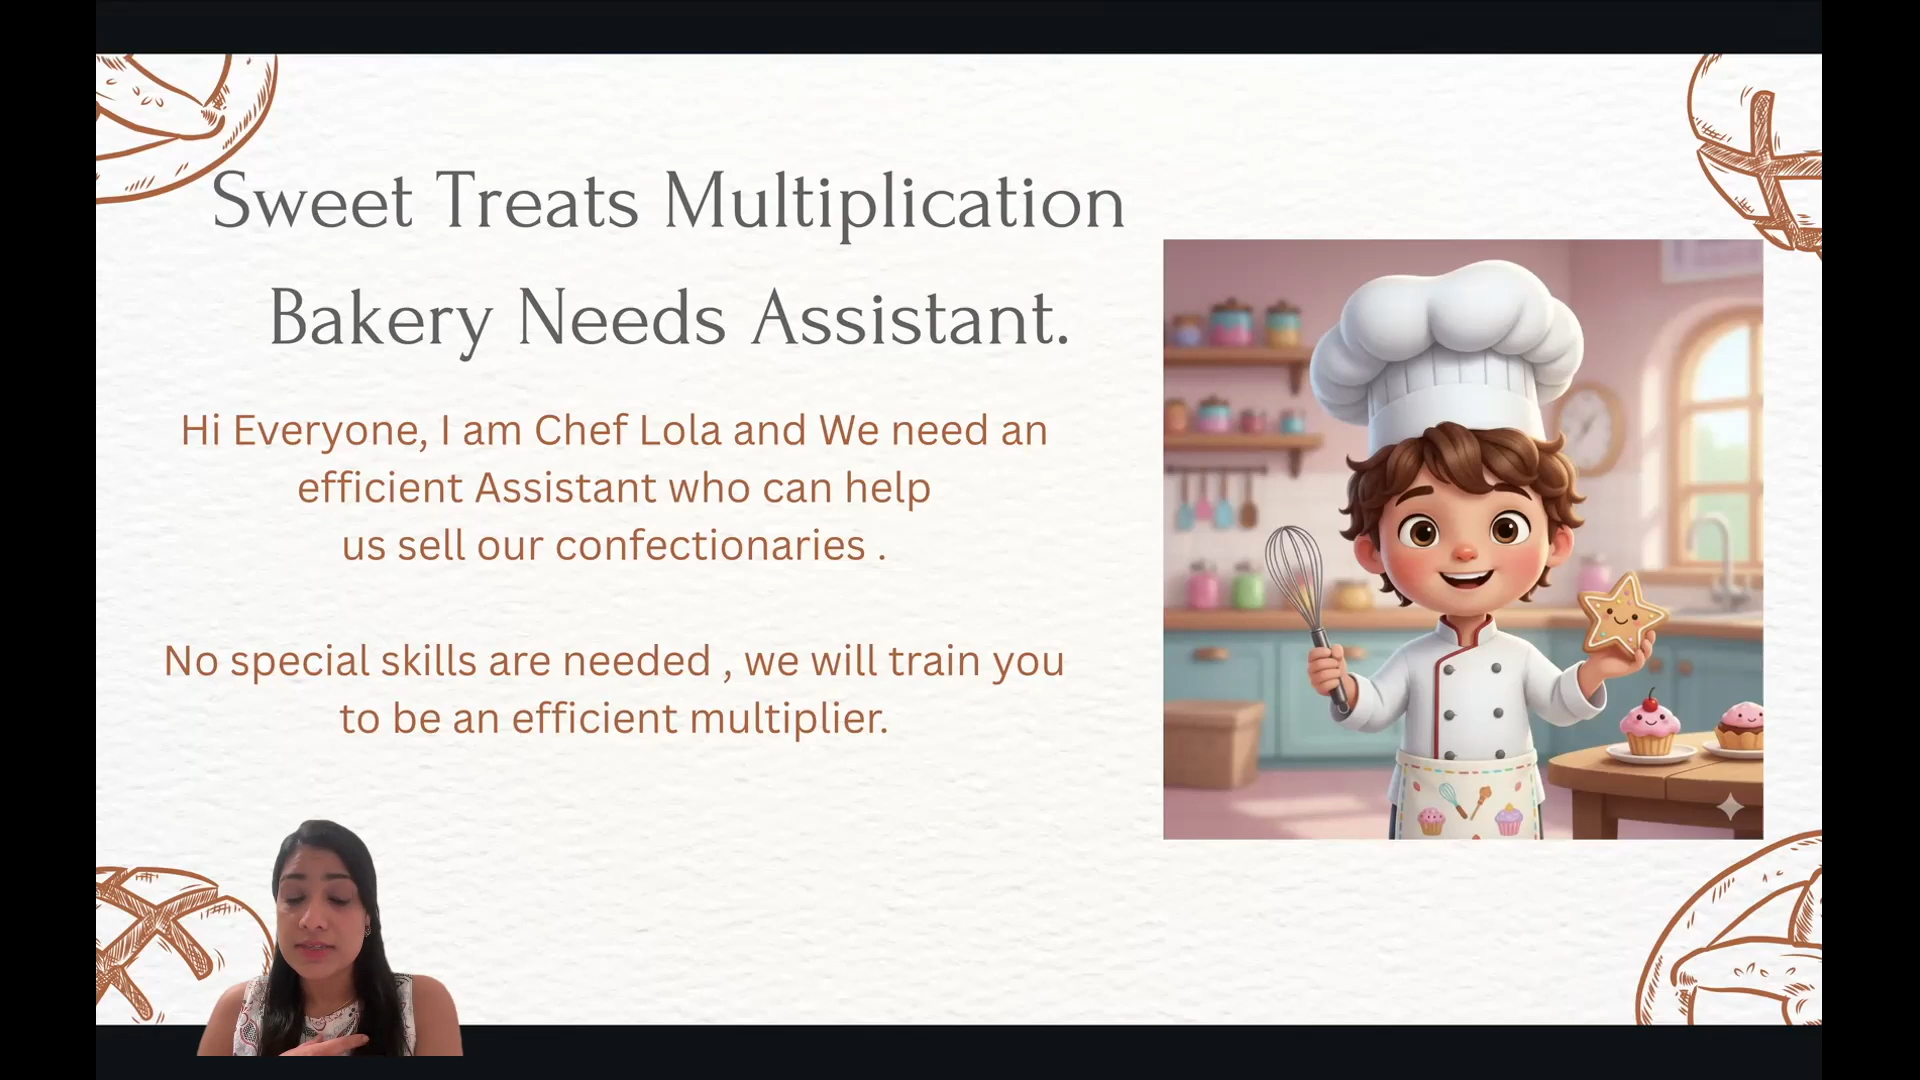 Sweet Treats Multiplication
Bakery Needs Assistant.
Hi Everyone, I am Chef Lola and We need an
efficient Assistant who can help
us sell our confectionaries .
No special skills are needed , we will train you
to be an efficient multiplier.